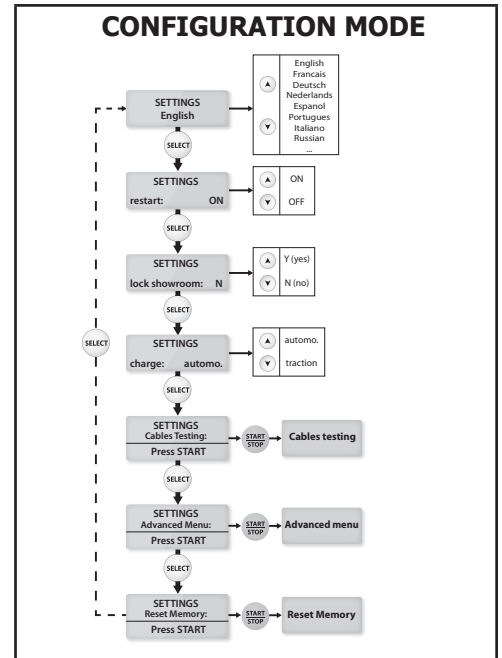 CONFIGURATION MODE
SETTINGS
English
English
Francais
Deutsch
Nederlands
Espanol
Portugues
Italiano
Russian
...
SELECT
SETTINGS
restart: ON
ON
OFF
SELECT
SETTINGS
lock showroom: N
Y (yes)
N (no)
SELECT
SELECT
SETTINGS
charge: automo.
automo.
traction
SELECT
SETTINGS
Cables Testing:
Press START
START
STOP
Cables testing
SELECT
SETTINGS
Advanced Menu:
Press START
START
STOP
Advanced menu
SELECT
SETTINGS
Reset Memory:
Press START
START
STOP
Reset Memory